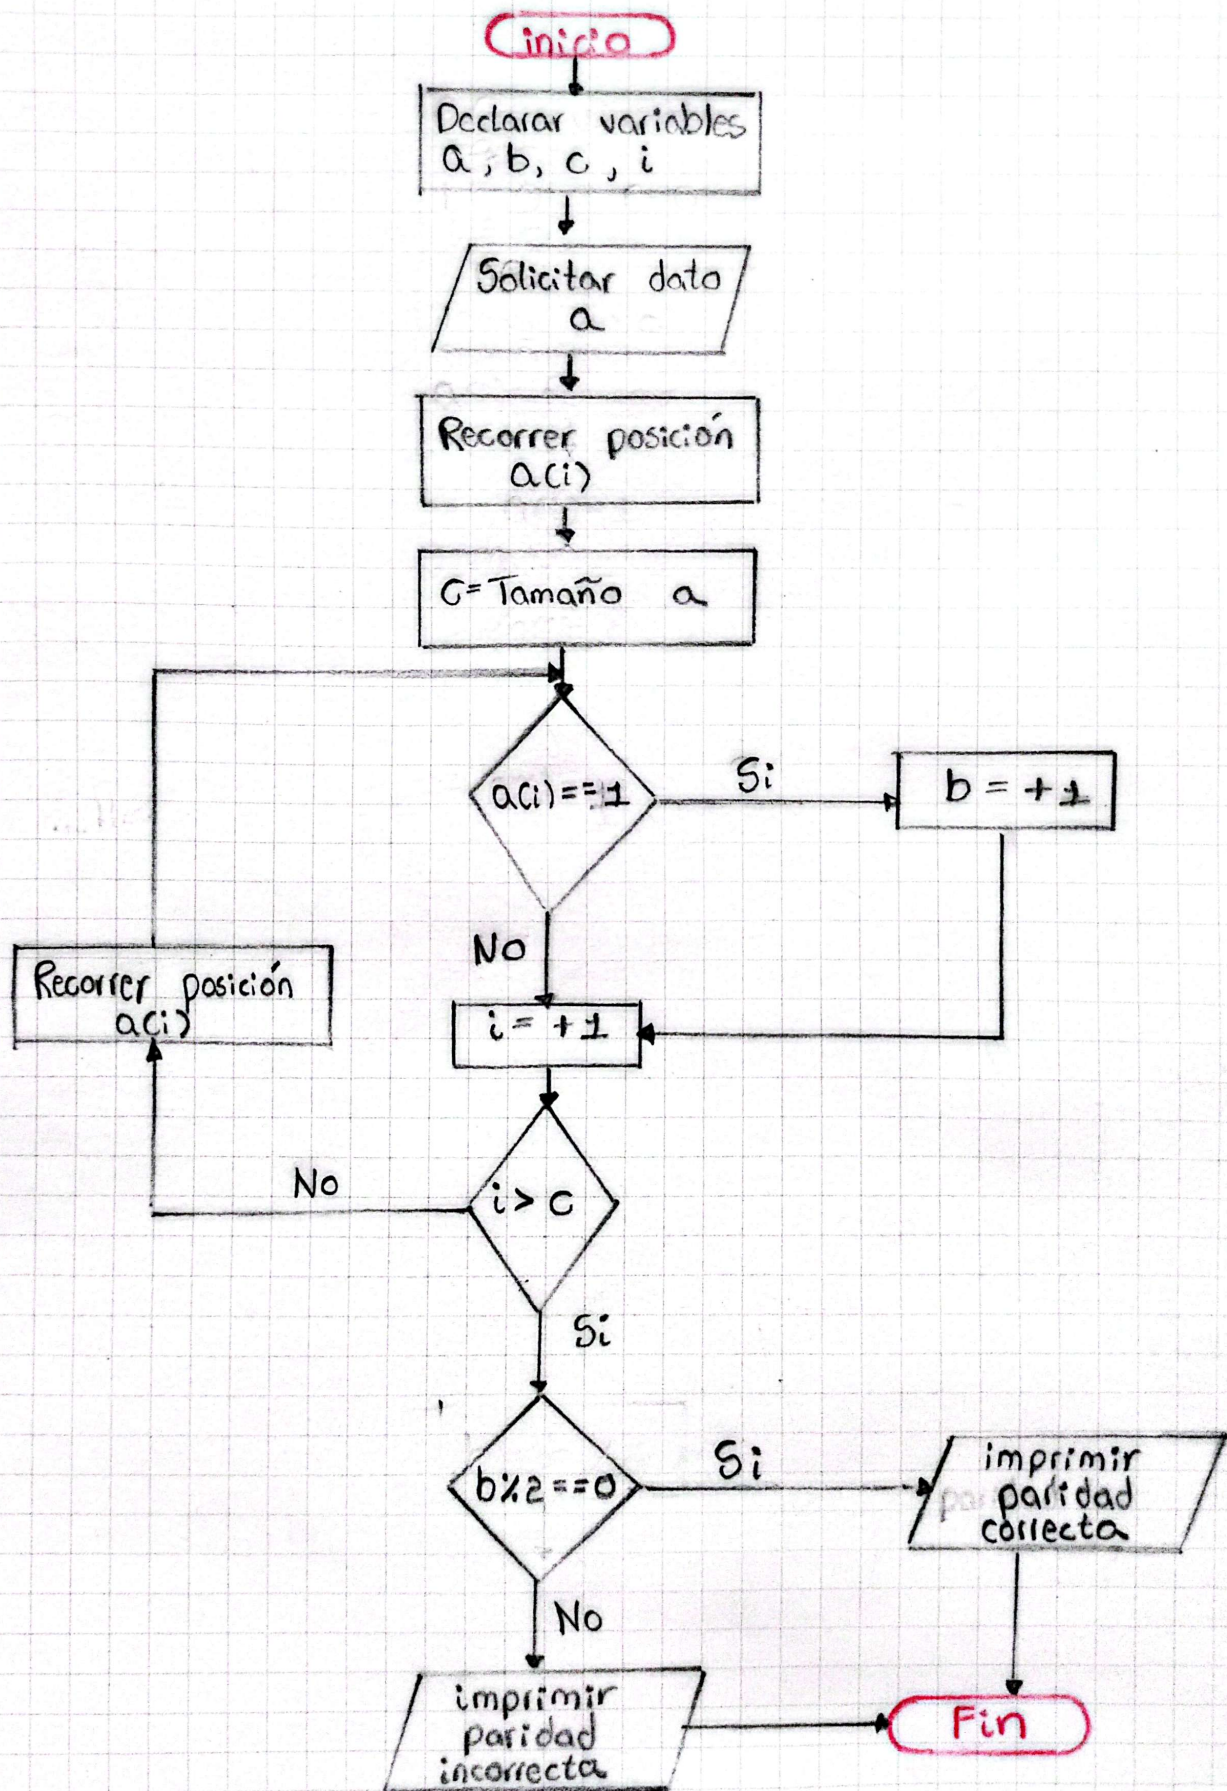 inicio
Declarar variables
a, b, c, i
Solicitar dato
a
Recorrer posición
a(i)
C=Tamaño a
a(i)==1
Si
b = +1
No
Recorrer posición
a(i)
i = +1
No
i > c
Si
b%2==0
Si
imprimir
paridad
correcta
No
imprimir
paridad
incorrecta
Fin